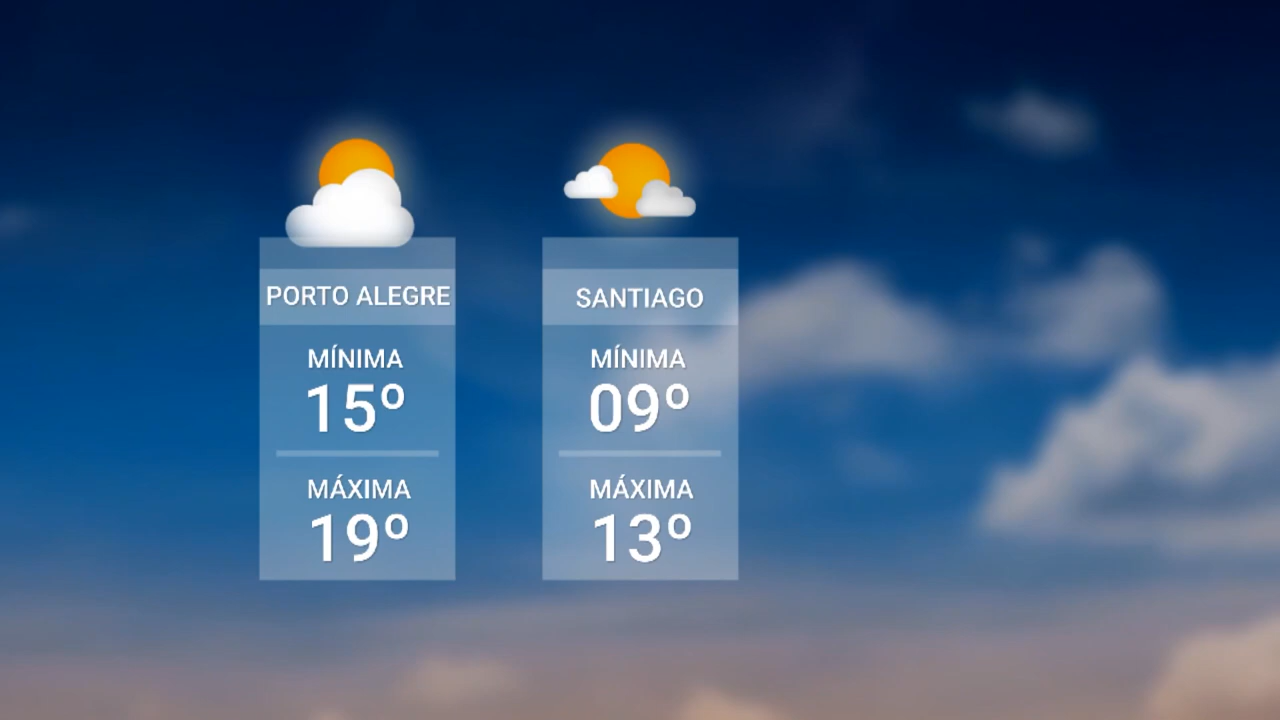 PORTO ALEGRE
MÍNIMA
15º
MÁXIMA
19º
SANTIAGO
MÍNIMA
09º
MÁXIMA
13º